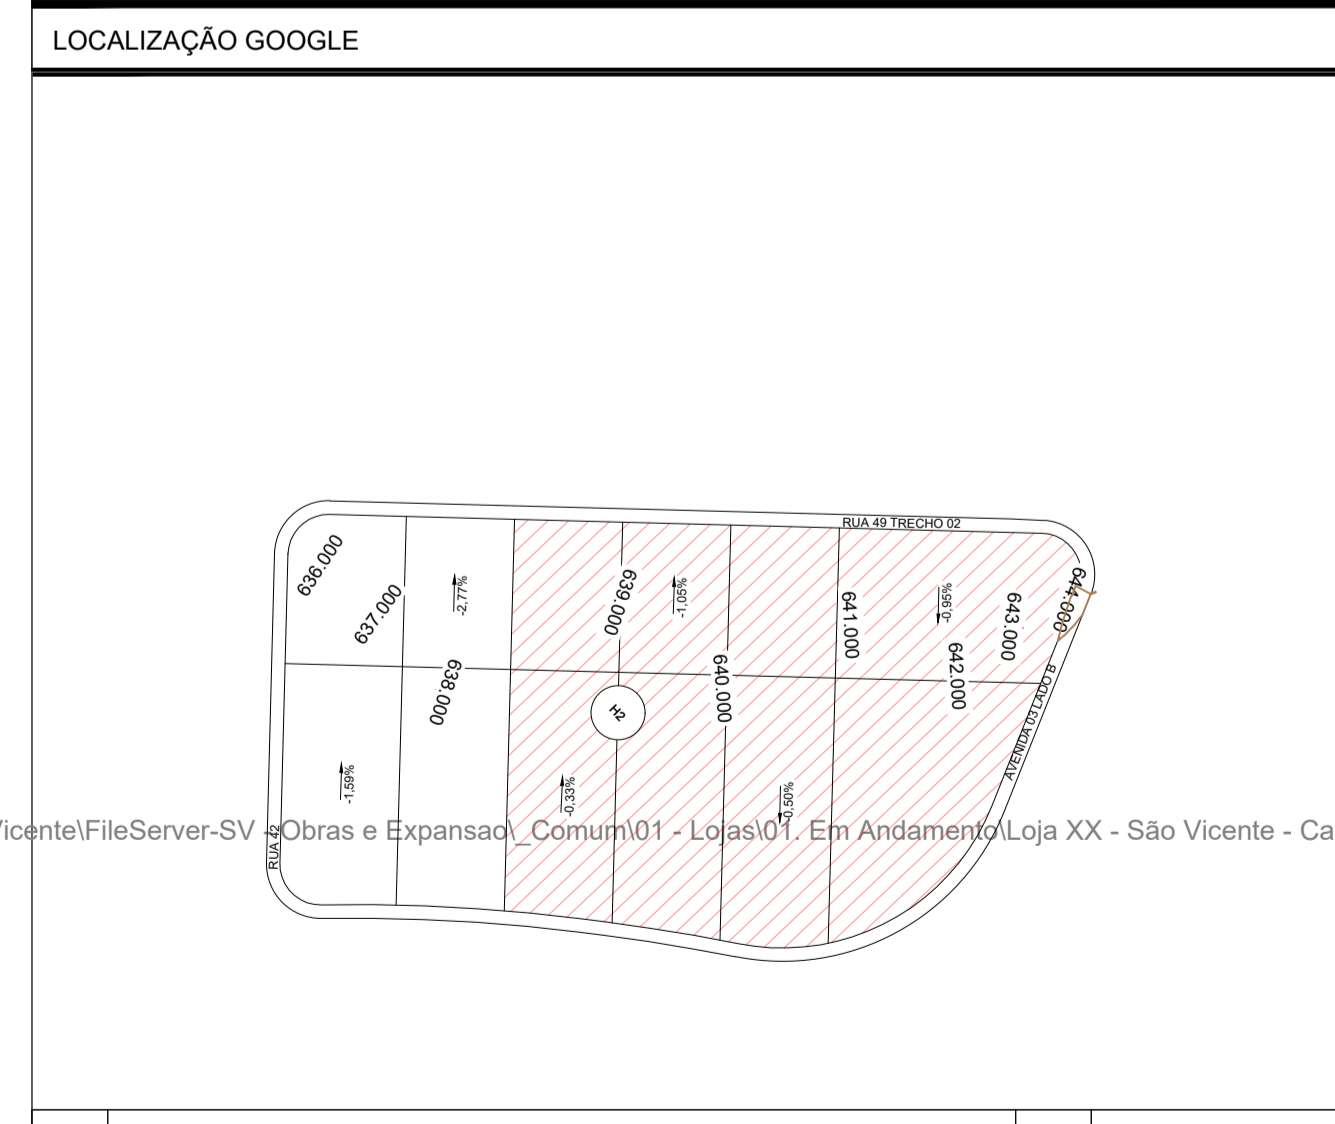 LOCALIZAÇÃO GOOGLE
RUA 49 TRECHO 02
636.000
637.000
-2,77%
639.000
-1,05%
641.000
-0,95%
643.000
644.000
638.000
640.000
642.000
H2
AVENIDA 03 LADO B
-1,59%
-0,33%
-0,50%
RUA 42
Vicente\FileServer-SV - Obras e Expansao\_Comum\01 - Lojas\01. Em Andamento\Loja XX - São Vicente - Ca